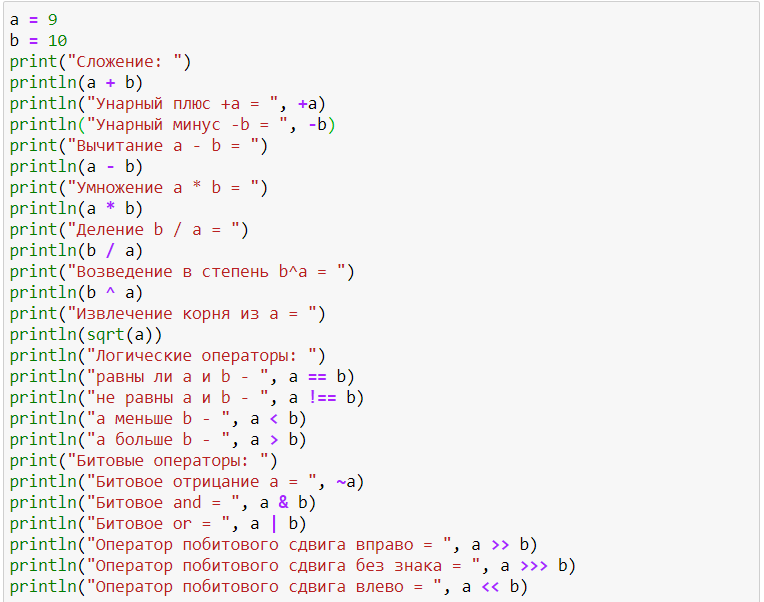 a = 9
b = 10
print("Сложение: ")
println(a + b)
println("Унарный плюс +a = ", +a)
println("Унарный минус -b = ", -b)
print("Вычитание a - b = ")
println(a - b)
print("Умножение a * b = ")
println(a * b)
print("Деление b / a = ")
println(b / a)
print("Возведение в степень b^a = ")
println(b ^ a)
print("Извлечение корня из a = ")
println(sqrt(a))
println("Логические операторы: ")
println("равны ли a и b - ", a == b)
println("не равны a и b - ", a !== b)
println("a меньше b - ", a < b)
println("a больше b - ", a > b)
print("Битовые операторы: ")
println("Битовое отрицание a = ", ~a)
println("Битовое and = ", a & b)
println("Битовое or = ", a | b)
println("Оператор побитового сдвига вправо = ", a >> b)
println("Оператор побитового сдвига без знака = ", a >>> b)
println("Оператор побитового сдвига влево = ", a << b)